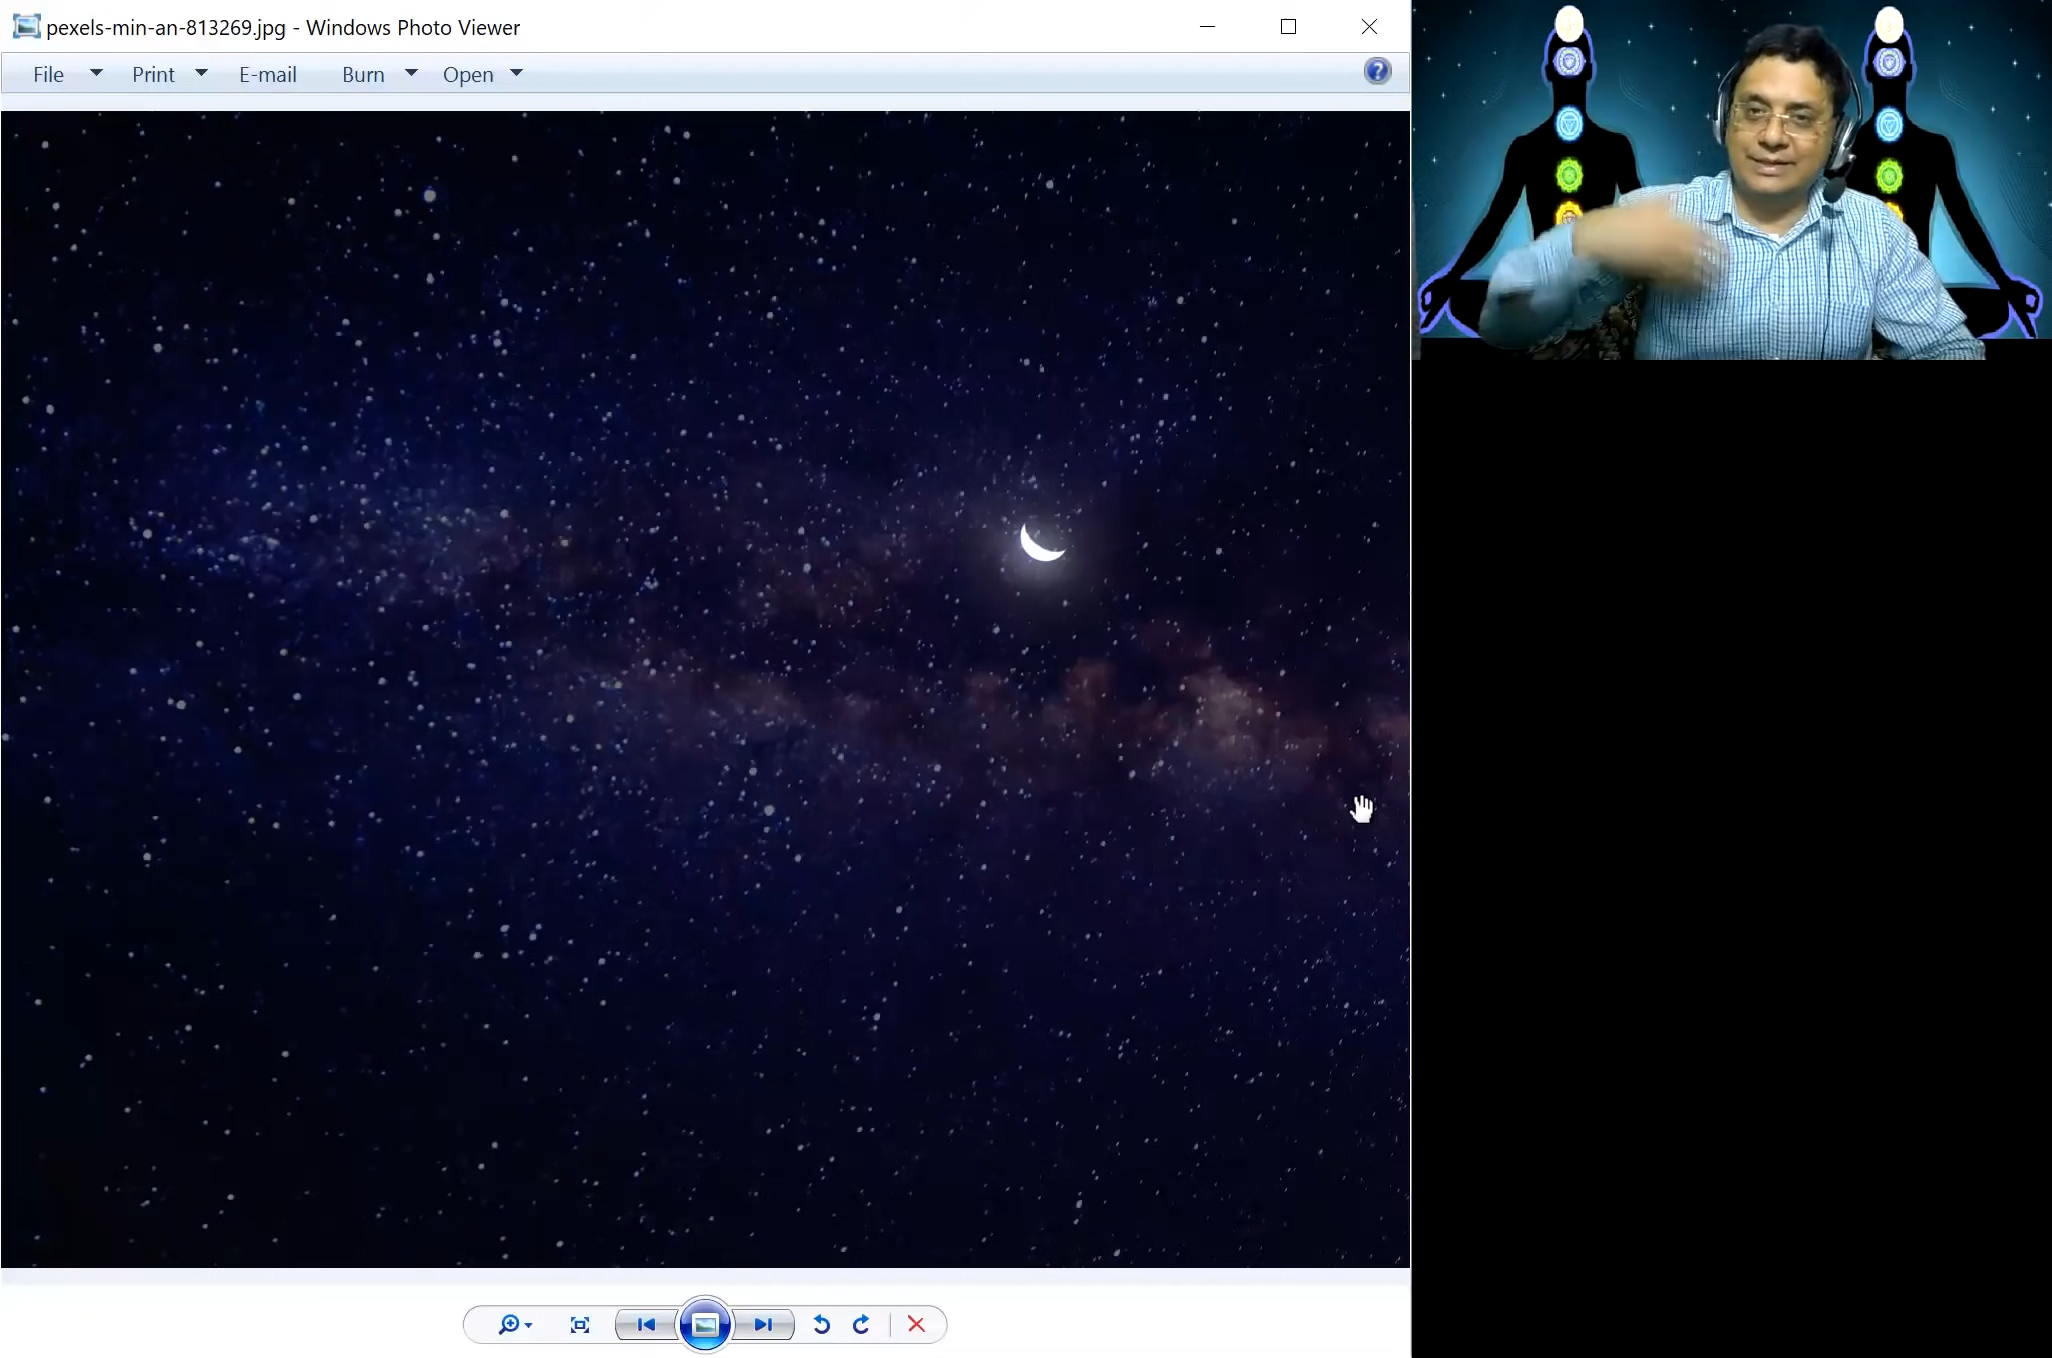 pexels-min-an-813269.jpg - Windows Photo Viewer
File Print E-mail Burn Open